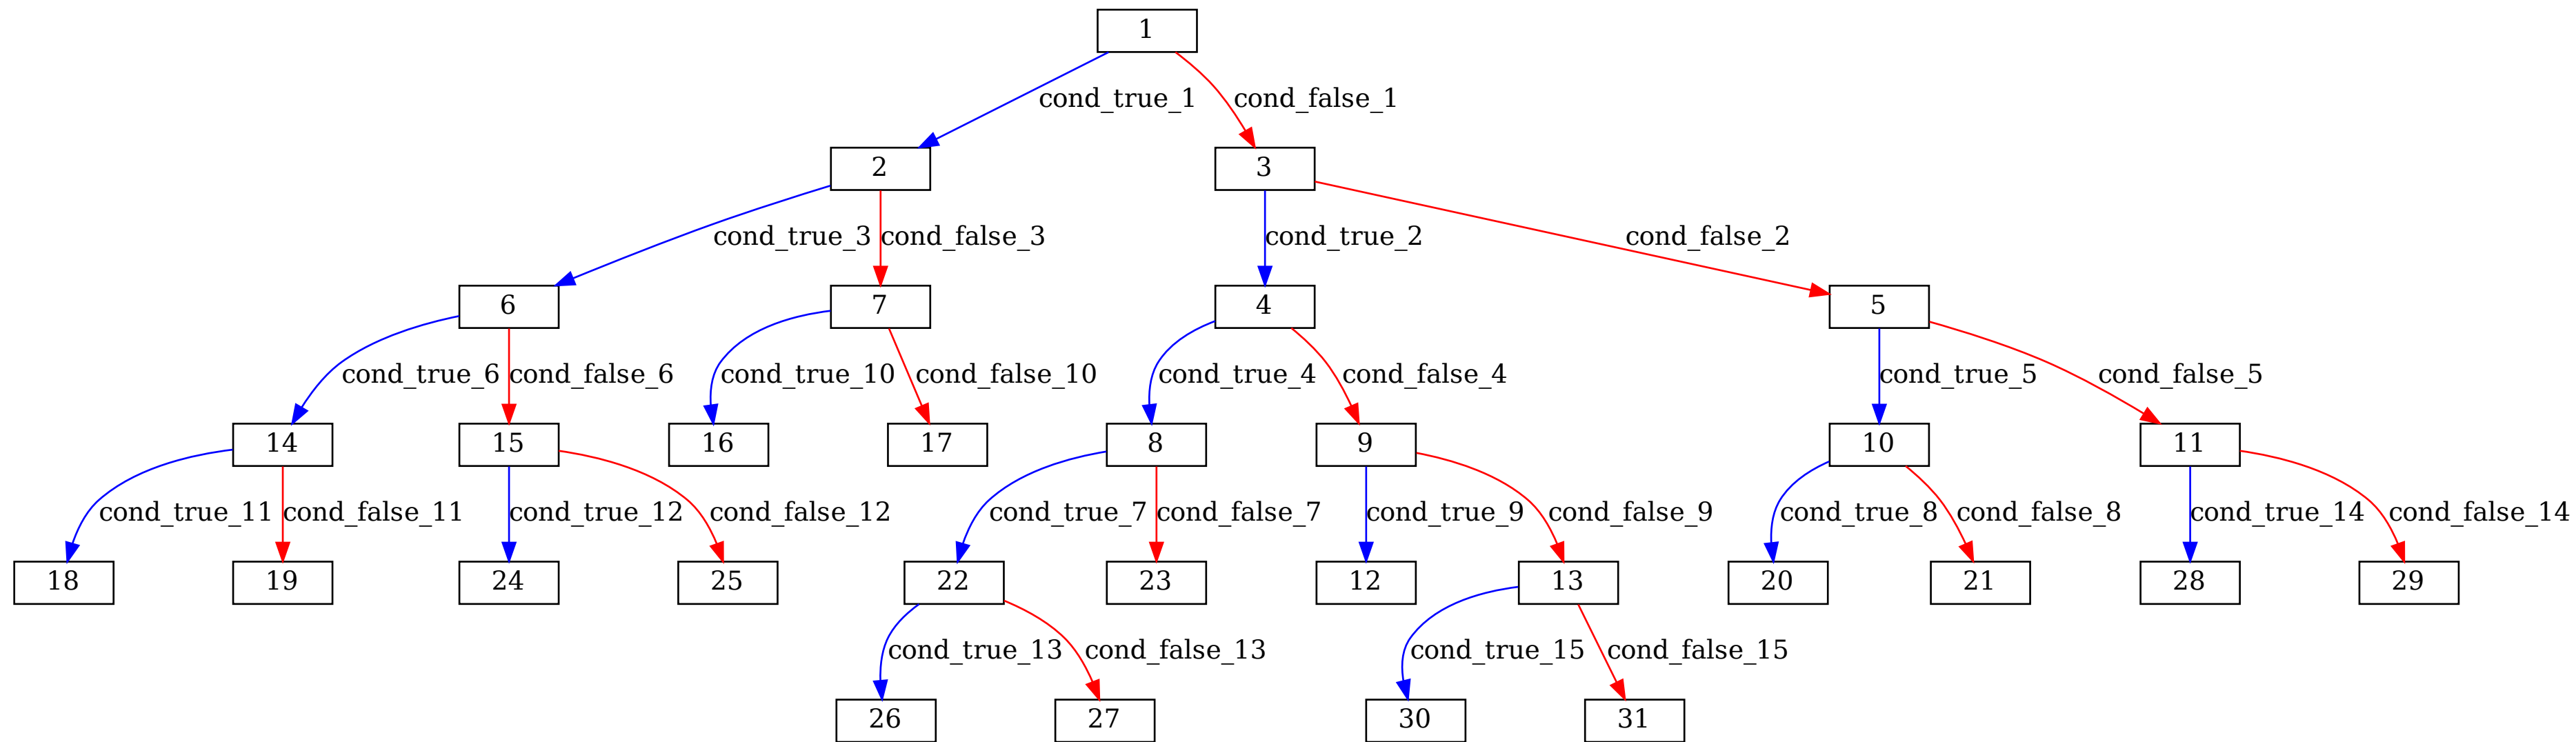 1
cond_true_1 cond_false_1
2 3
cond_true_3 cond_false_3 cond_true_2 cond_false_2
6 7 4 5
cond_true_6 cond_false_6 cond_true_10 cond_false_10 cond_true_4 cond_false_4 cond_true_5 cond_false_5
14 15 16 17 8 9 10 11
cond_true_11 cond_false_11 cond_true_12 cond_false_12 cond_true_7 cond_false_7 cond_true_9 cond_false_9 cond_true_8 cond_false_8 cond_true_14 cond_false_14
18 19 24 25 22 23 12 13 20 21 28 29
cond_true_13 cond_false_13 cond_true_15 cond_false_15
26 27 30 31